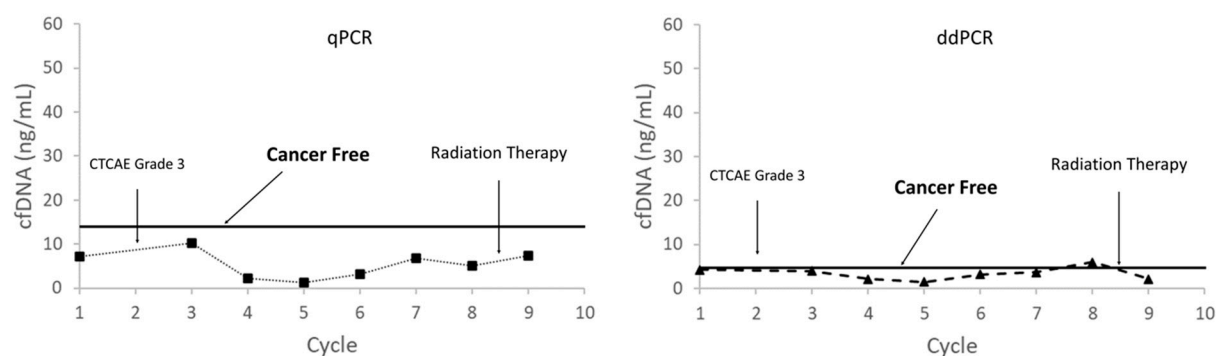 qPCR
cfDNA (ng/mL)
60
50
40
30
20
10
0
CTCAE Grade 3
Cancer Free
Radiation Therapy
1 2 3 4 5 6 7 8 9 10
Cycle
ddPCR
cfDNA (ng/mL)
60
50
40
30
20
10
0
CTCAE Grade 3
Cancer Free
Radiation Therapy
1 2 3 4 5 6 7 8 9 10
Cycle